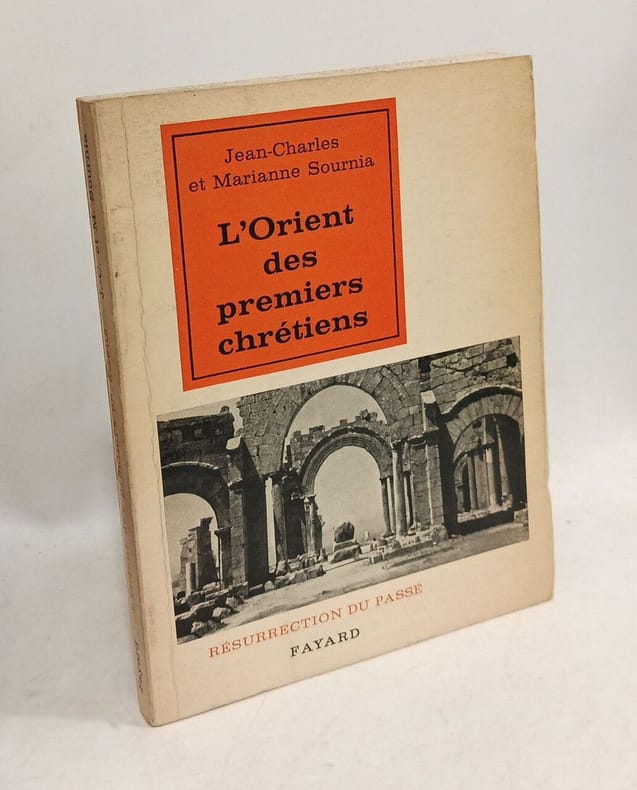 Jean-Charles
et Marianne Sournia
L'Orient
des
premiers
chrétiens
RÉSURRECTION DU PASSÉ
FAYARD